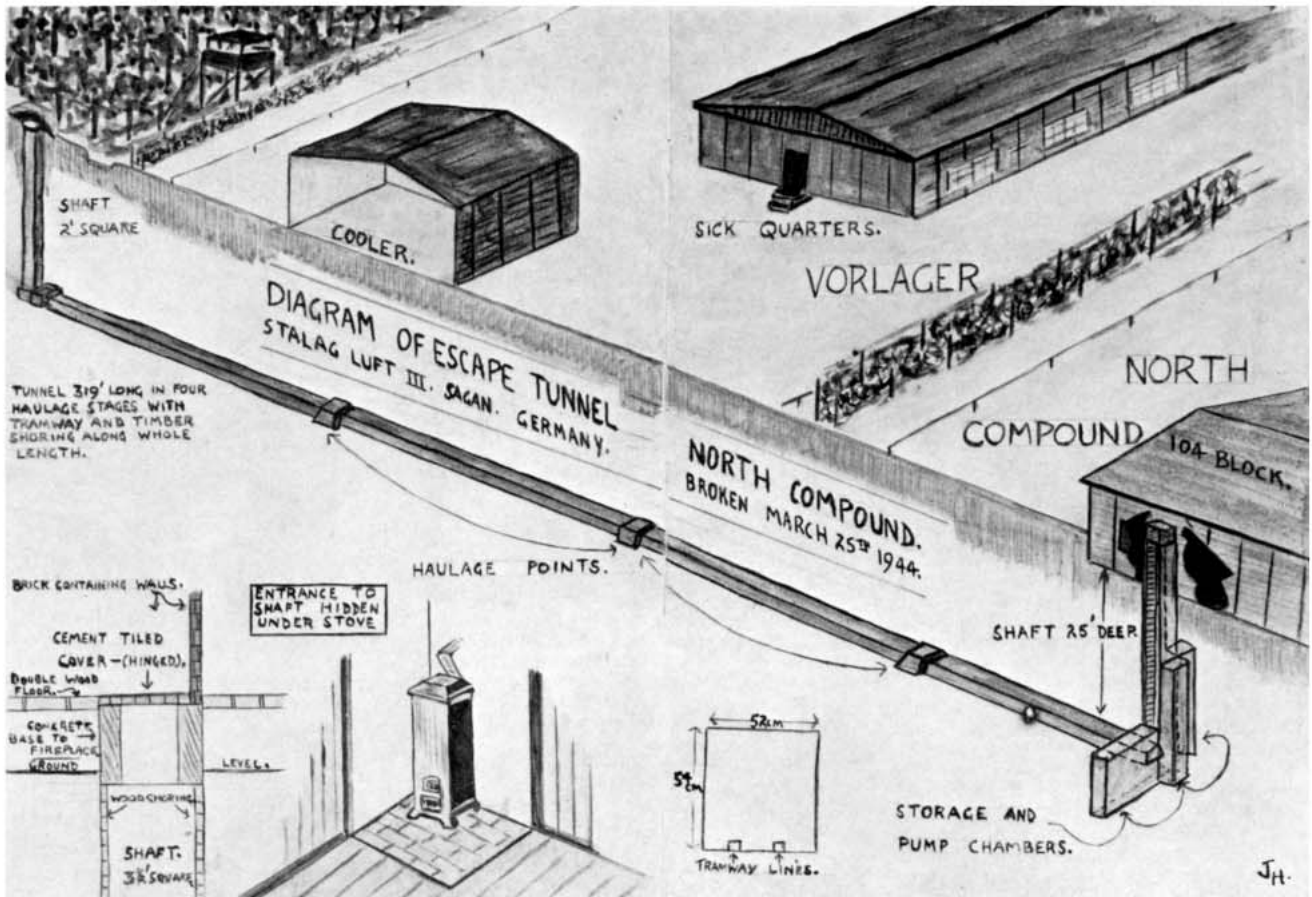 SHAFT
2' SQUARE
COOLER.
SICK QUARTERS.
VORLAGER
NORTH
COMPOUND
104 BLOCK.
DIAGRAM OF ESCAPE TUNNEL
STALAG LUFT III. SAGAN. GERMANY.
NORTH COMPOUND.
BROKEN MARCH 25TH 1944.
TUNNEL 319' LONG IN FOUR
HAULAGE STAGES WITH
TRAMWAY AND TIMBER
SHORING ALONG WHOLE
LENGTH.
HAULAGE POINTS.
SHAFT 25' DEEP
BRICK CONTAINING WALLS.
CEMENT TILED
COVER-(HINGED).
DOUBLE WOOD
FLOOR.
CONCRETE
BASE TO
FIREPLACE
GROUND LEVEL.
WOOD SHORING
SHAFT.
SQUARE
ENTRANCE TO
SHAFT HIDDEN
UNDER STOVE
52cm
54cm
TRAMWAY LINES.
STORAGE AND
PUMP CHAMBERS.
JH.